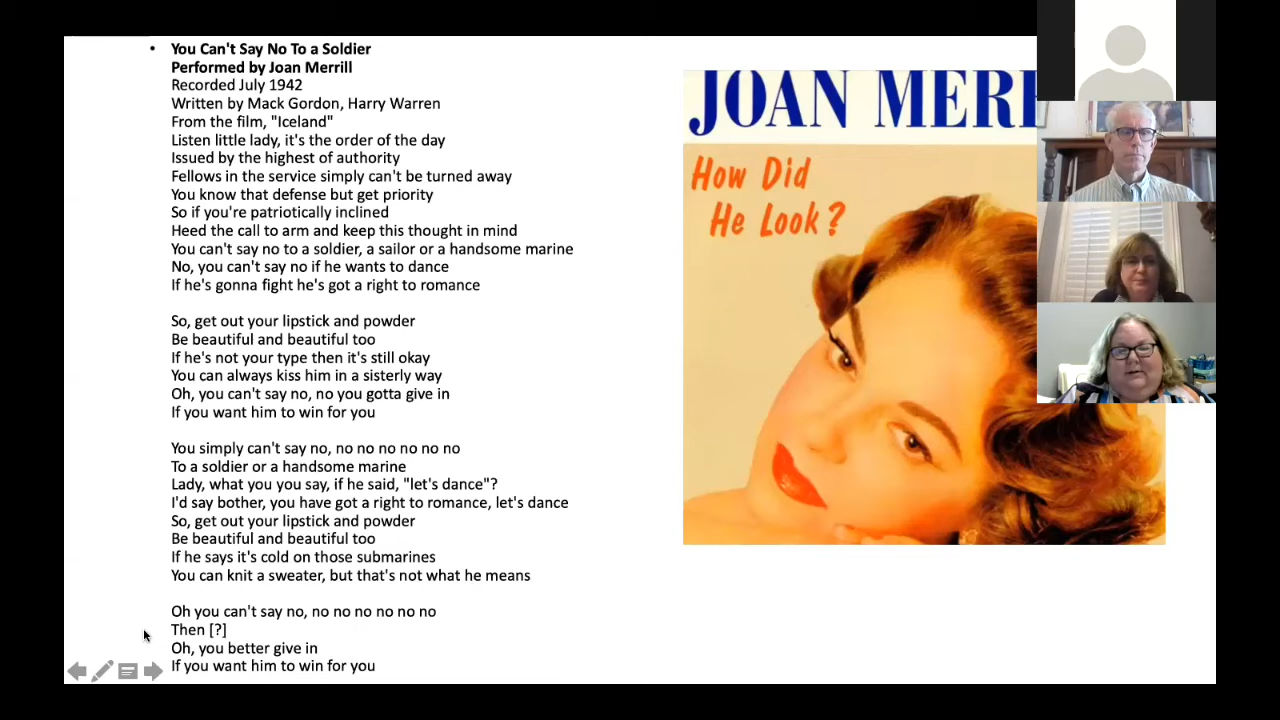 • You Can't Say No To a Soldier
Performed by Joan Merrill
Recorded July 1942
Written by Mack Gordon, Harry Warren
From the film, "Iceland"
Listen little lady, it's the order of the day
Issued by the highest of authority
Fellows in the service simply can't be turned away
You know that defense but get priority
So if you're patriotically inclined
Heed the call to arm and keep this thought in mind
You can't say no to a soldier, a sailor or a handsome marine
No, you can't say no if he wants to dance
If he's gonna fight he's got a right to romance
So, get out your lipstick and powder
Be beautiful and beautiful too
If he's not your type then it's still okay
You can always kiss him in a sisterly way
Oh, you can't say no, no you gotta give in
If you want him to win for you
You simply can't say no, no no no no no no
To a soldier or a handsome marine
Lady, what you you say, if he said, "let's dance"?
I'd say bother, you have got a right to romance, let's dance
So, get out your lipstick and powder
Be beautiful and beautiful too
If he says it's cold on those submarines
You can knit a sweater, but that's not what he means
Oh you can't say no, no no no no no no
Then [?]
Oh, you better give in
If you want him to win for you
JOAN MER
How Did
He Look?